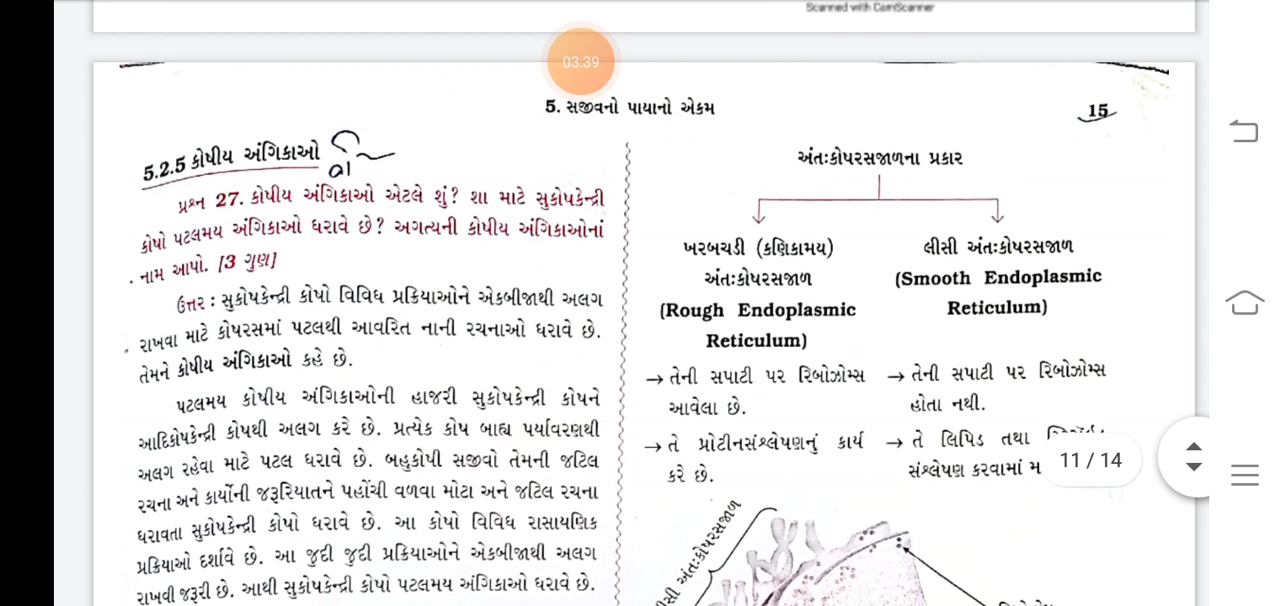 Scanned with CamScanner
03:39
5. સજીવનો પાયાનો એકમ
15
5.2.5 કોષીય અંગિકાઓ
પ્રશ્ન 27. કોષીય અંગિકાઓ એટલે શું? શા માટે સુકોષકેન્દ્રી
કોષો પટલમય અંગિકાઓ ધરાવે છે? અગત્યની કોષીય અંગિકાઓનાં
નામ આપો. [3 ગુણ]
ઉત્તર : સુકોષકેન્દ્રી કોષો વિવિધ પ્રક્રિયાઓને એકબીજાથી અલગ
રાખવા માટે કોષરસમાં પટલથી આવરિત નાની રચનાઓ ધરાવે છે.
તેમને કોષીય અંગિકાઓ કહે છે.
પટલમય કોષીય અંગિકાઓની હાજરી સુકોષકેન્દ્રી કોષને
આદિકોષકેન્દ્રી કોષથી અલગ કરે છે. પ્રત્યેક કોષ બાહ્ય પર્યાવરણથી
અલગ રહેવા માટે પટલ ધરાવે છે. બહુકોષી સજીવો તેમની જટિલ
રચના અને કાર્યોની જરૂરિયાતને પહોંચી વળવા મોટા અને જટિલ રચના
ધરાવતા સુકોષકેન્દ્રી કોષો ધરાવે છે. આ કોષો વિવિધ રાસાયણિક
પ્રક્રિયાઓ દર્શાવે છે. આ જુદી જુદી પ્રક્રિયાઓને એકબીજાથી અલગ
રાખવી જરૂરી છે. આથી સુકોષકેન્દ્રી કોષો પટલમય અંગિકાઓ ધરાવે છે.
અંતઃકોષરસજાળના પ્રકાર
ખરબચડી (કણિકામય)
અંતઃકોષરસજાળ
(Rough Endoplasmic
Reticulum)
→ તેની સપાટી પર રિબોઝોમ્સ
આવેલા છે.
→ તે પ્રોટીનસંશ્લેષણનું કાર્ય
કરે છે.
લીસી અંતઃકોષરસજાળ
(Smooth Endoplasmic
Reticulum)
→ તેની સપાટી પર રિબોઝોમ્સ
હોતા નથી.
→ તે લિપિડ તથા
સંશ્લેષણ કરવામાં મ
11 / 14
અંતઃકોષરસજાળ